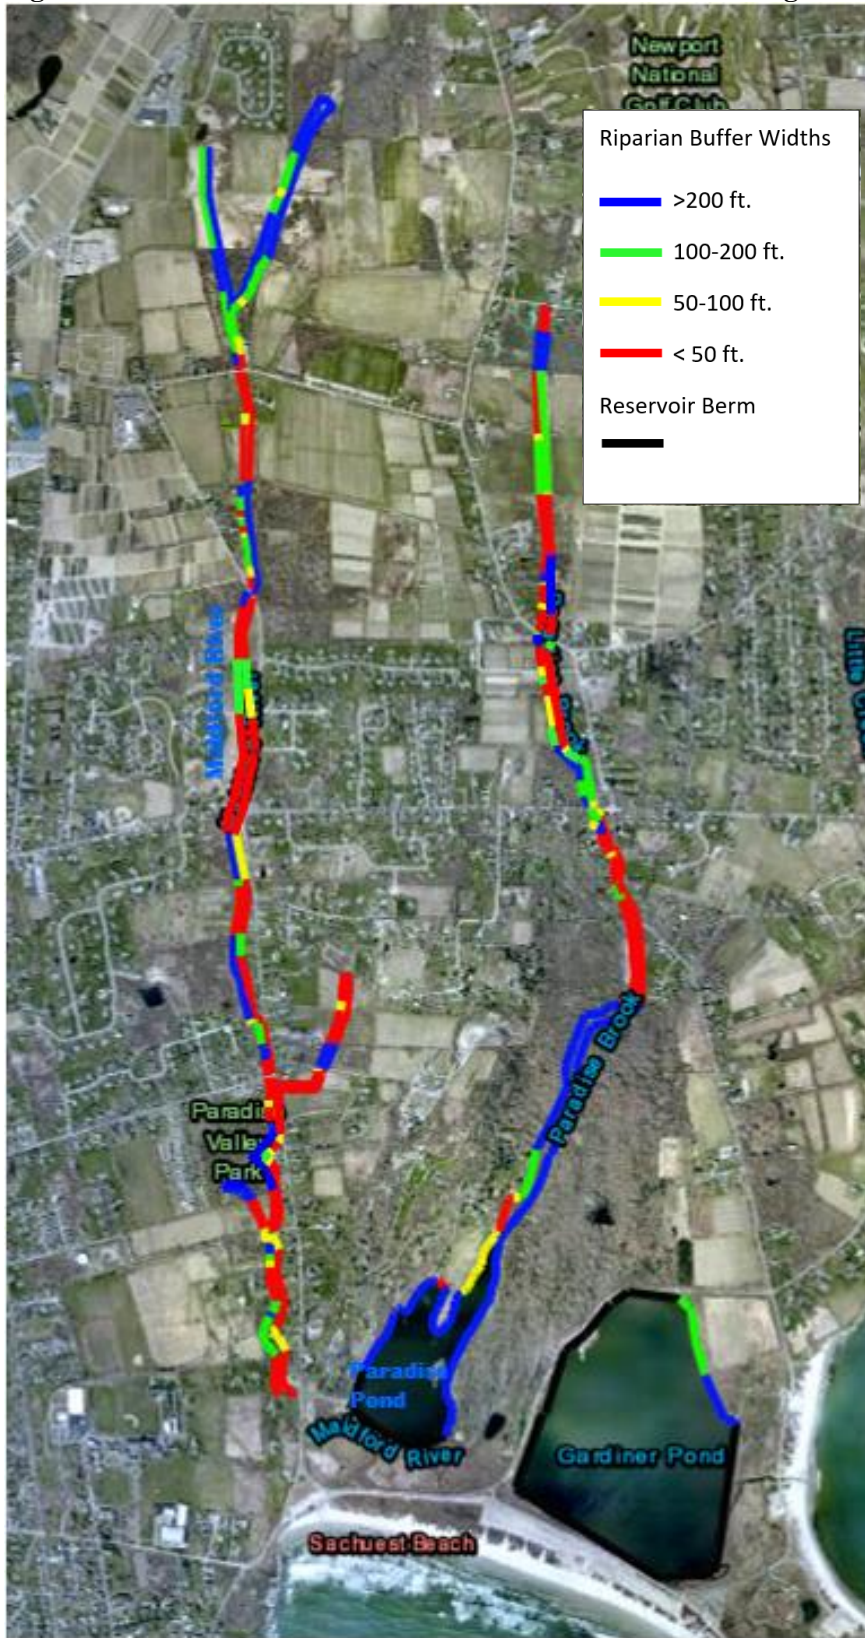 Newport
National
Golf Club
Riparian Buffer Widths
>200 ft.
100-200 ft.
50-100 ft.
< 50 ft.
Reservoir Berm
Maidford River
Paradise Brook
Valley
Park
Paradise
Pond
Maidford River
Gardiner Pond
Sachuest Beach